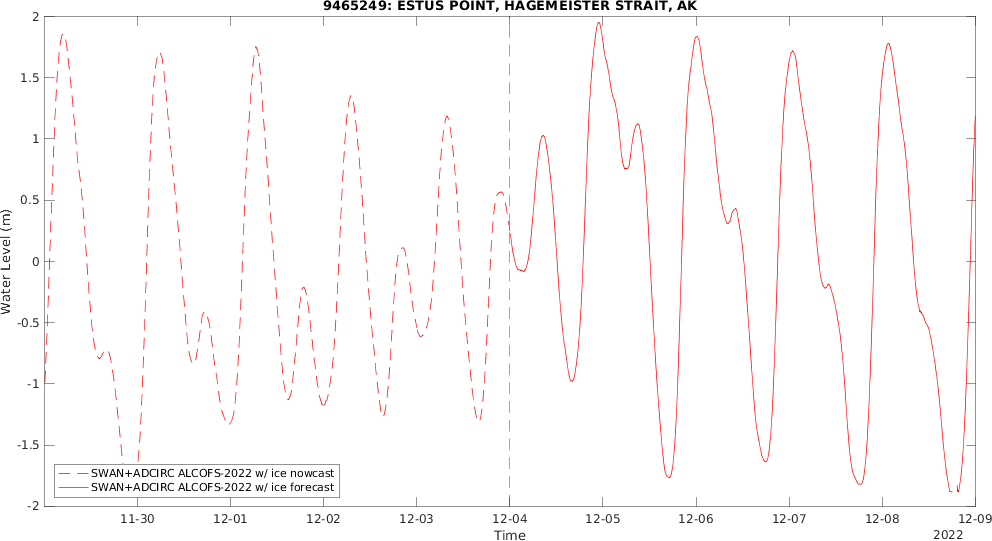 9465249: ESTUS POINT, HAGEMEISTER STRAIT, AK
2
1.5
1
0.5
0
-0.5
-1
-1.5
-2
Water Level (m)
SWAN+ADCIRC ALCOFS-2022 w/ ice nowcast
SWAN+ADCIRC ALCOFS-2022 w/ ice forecast
11-30 12-01 12-02 12-03 12-04 12-05 12-06 12-07 12-08 12-09
Time 2022